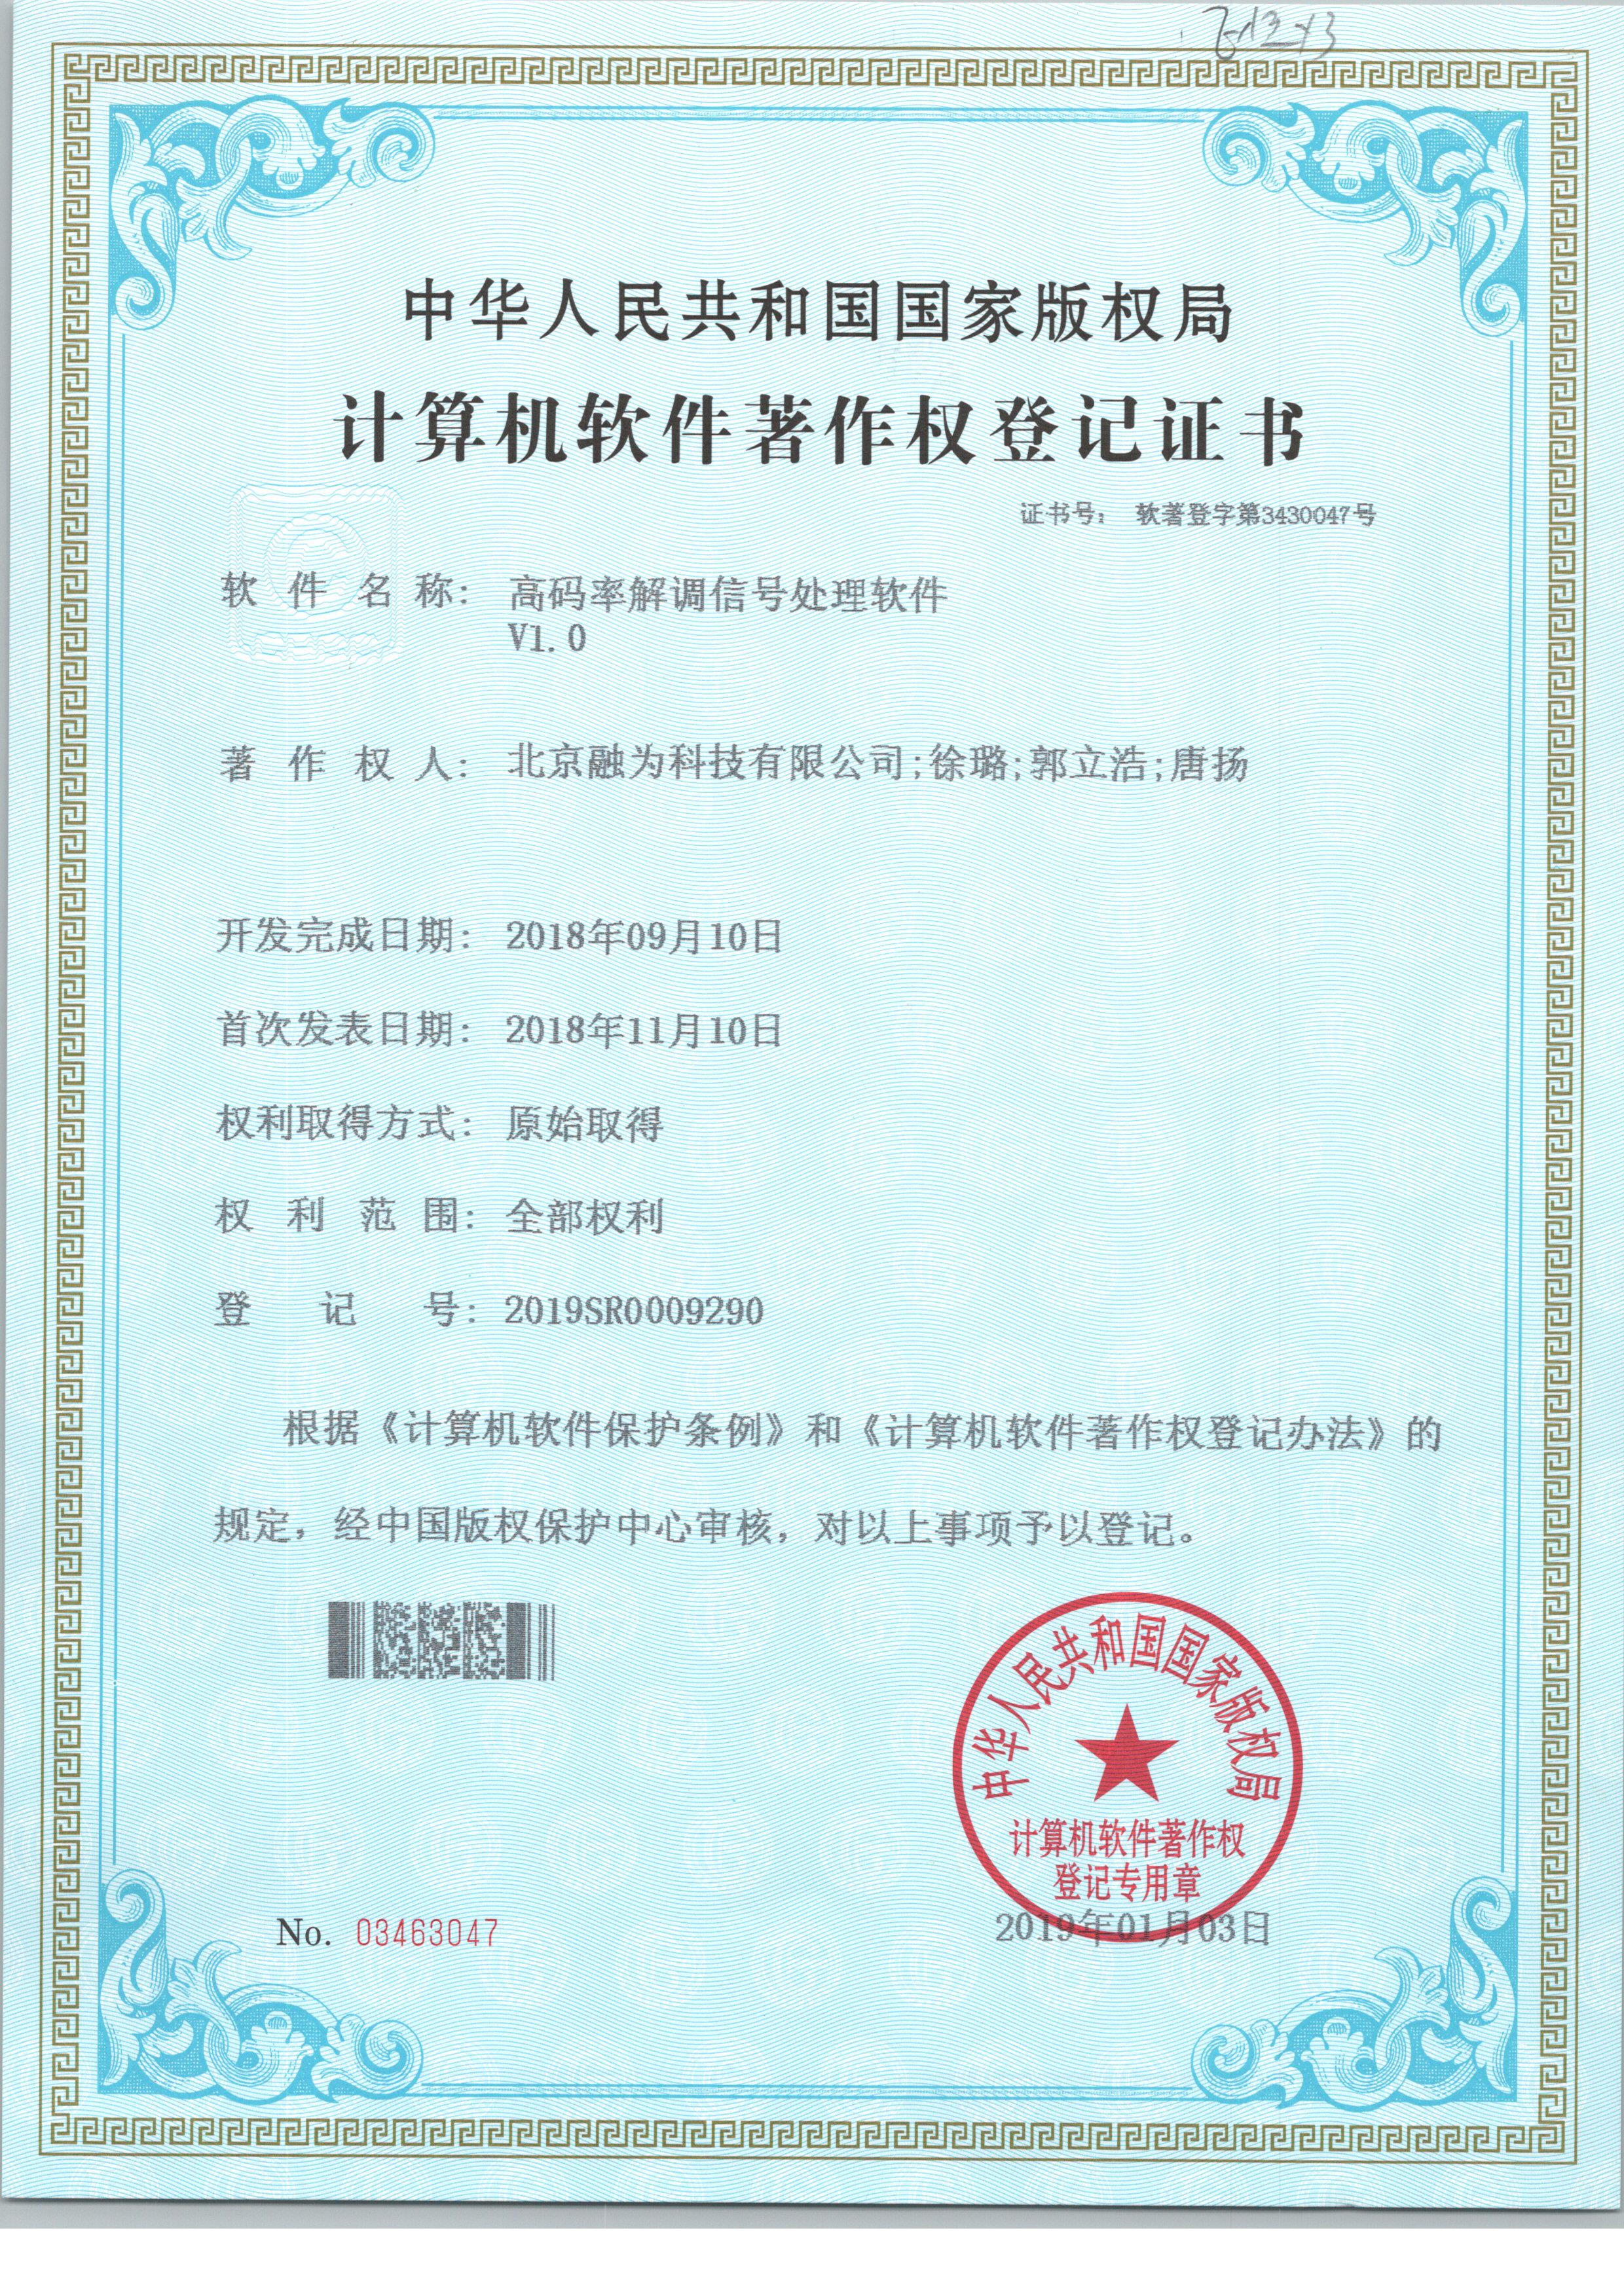 中华人民共和国国家版权局
计算机软件著作权登记证书
证书号： 软著登字第3430047号
软件名称： 高码率解调信号处理软件
V1.0
著作权人： 北京融为科技有限公司;徐璐;郭立浩;唐扬
开发完成日期： 2018年09月10日
首次发表日期： 2018年11月10日
权利取得方式： 原始取得
权利范围： 全部权利
登记号： 2019SR0009290
根据《计算机软件保护条例》和《计算机软件著作权登记办法》的
规定，经中国版权保护中心审核，对以上事项予以登记。
中华人民共和国国家版权局
计算机软件著作权
登记专用章
No. 03463047
2019年01月03日